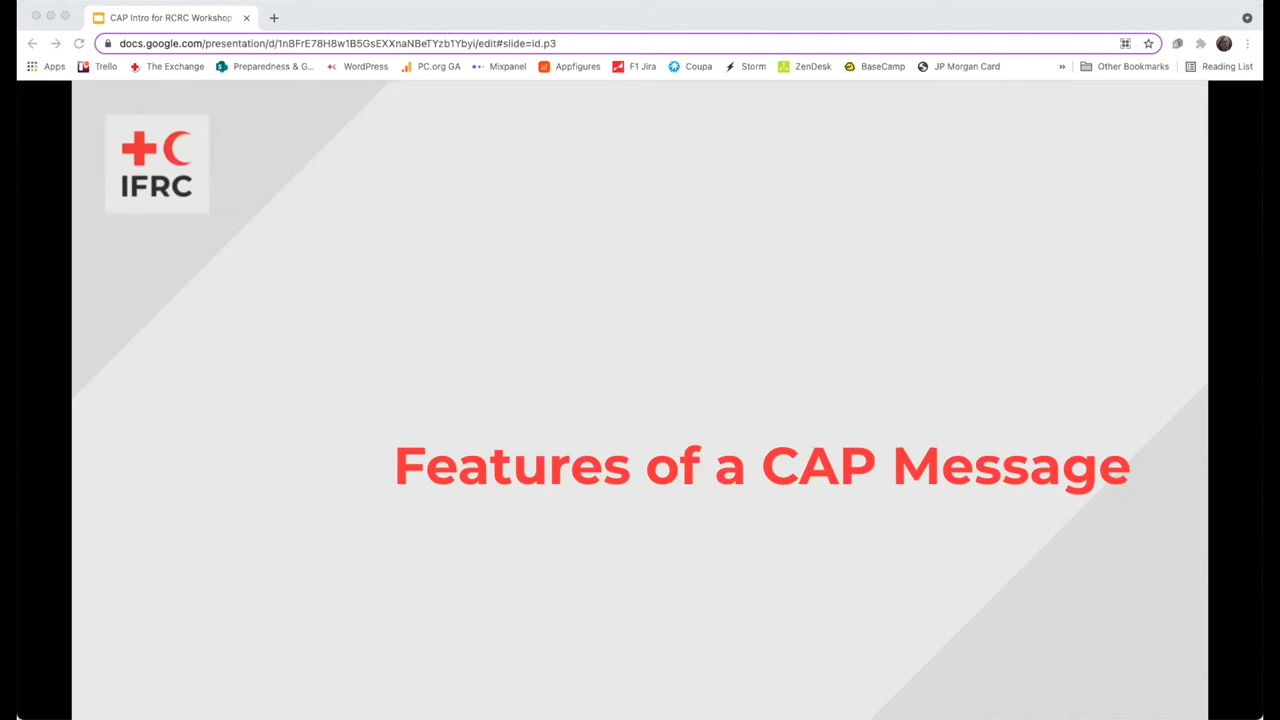 CAP Intro for RCRC Workshop
docs.google.com/presentation/d/1nBFrE78H8w1B5GsEXXnaNBeTYzb1Ybyi/edit#slide=id.p3
Apps Trello The Exchange Preparedness & G... WordPress PC.org GA Mixpanel Appfigures F1 Jira Coupa Storm ZenDesk BaseCamp JP Morgan Card » Other Bookmarks Reading List
IFRC
Features of a CAP Message